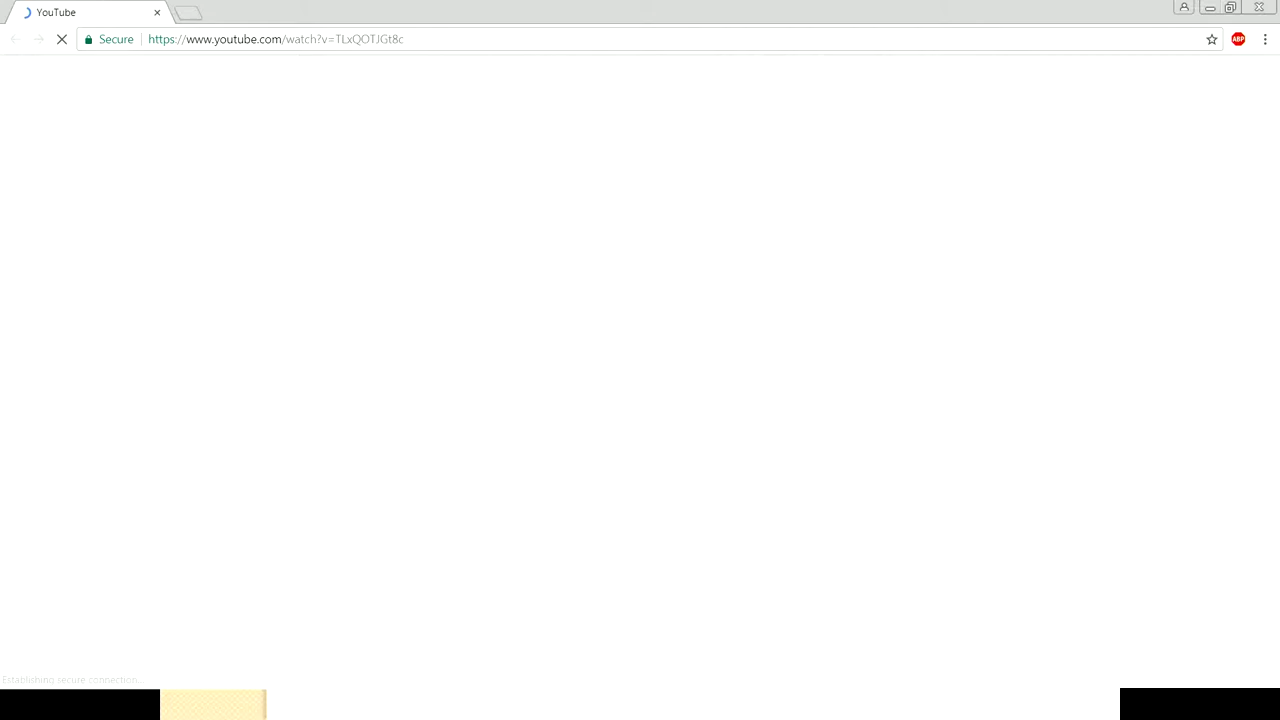 YouTube
Secure https://www.youtube.com/watch?v=TLxQOTJGt8c
ABP
Establishing secure connection...